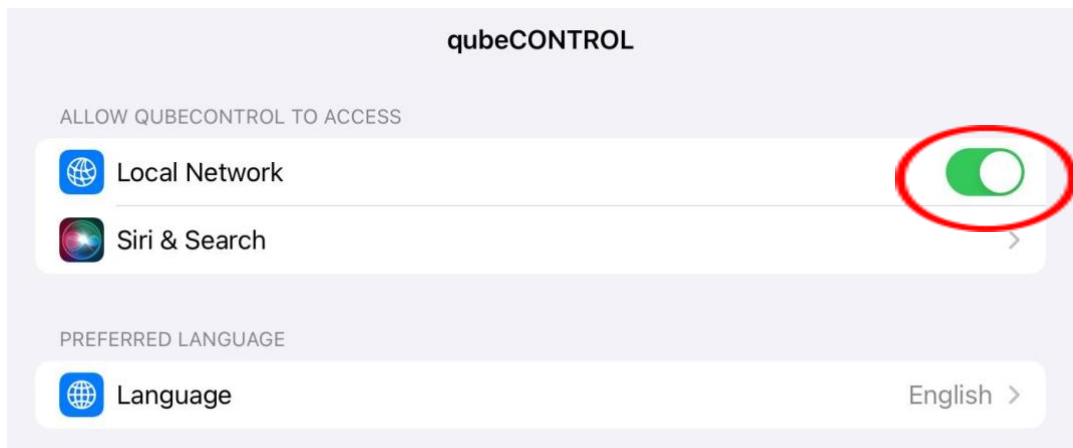 qubeCONTROL
ALLOW QUBECONTROL TO ACCESS
Local Network
Siri & Search
PREFERRED LANGUAGE
Language English